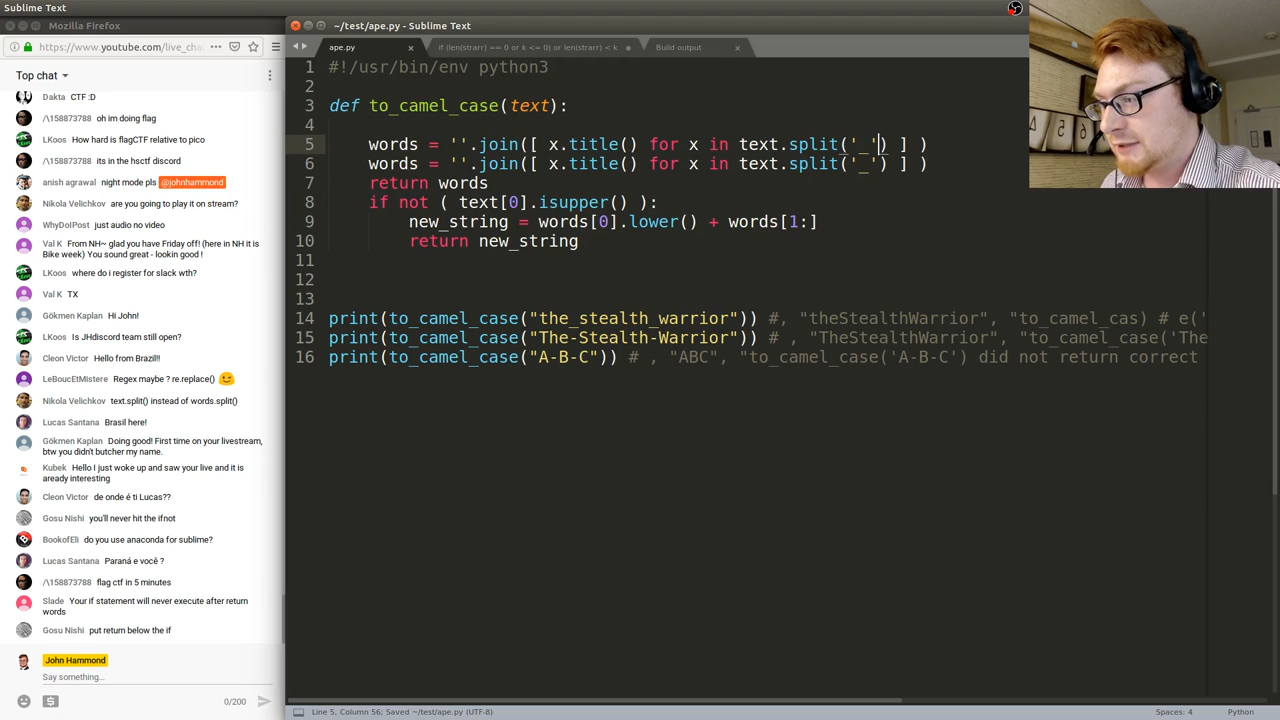 Sublime Text
Mozilla Firefox
https://www.youtube.com/live_cha
Top chat
Dakta CTF :D
/\158873788 oh im doing flag
LKoos How hard is flagCTF relative to pico
/\158873788 its in the hsctf discord
anish agrawal night mode pls @johnhammond
Nikola Velichkov are you going to play it on stream?
WhyDoIPost just audio no video
Val K From NH~ glad you have Friday off! (here in NH it is
Bike week) You sound great - lookin good !
LKoos where do i register for slack wth?
Val K TX
Gökmen Kaplan Hi John!
LKoos Is JHdiscord team still open?
Cleon Victor Hello from Brazil!!
LeBoucEtMistere Regex maybe ? re.replace()
Nikola Velichkov text.split() instead of words.split()
Lucas Santana Brasil here!
Gökmen Kaplan Doing good! First time on your livestream,
btw you didn't butcher my name.
Kubek Hello I just woke up and saw your live and it is
aready interesting
Cleon Victor de onde é ti Lucas??
Gosu Nishi you'll never hit the ifnot
BookofEli do you use anaconda for sublime?
Lucas Santana Paraná e você ?
/\158873788 flag ctf in 5 minutes
Slade Your if statement will never execute after return
words
Gosu Nishi put return below the if
John Hammond
Say something...
0/200
~/test/ape.py - Sublime Text
ape.py
if (len(strarr) == 0 or k <= 0) or len(strarr) < k
Build output
1 #!/usr/bin/env python3
2
3 def to_camel_case(text):
4
5 words = ''.join([ x.title() for x in text.split('_') ] )
6 words = ''.join([ x.title() for x in text.split('_') ] )
7 return words
8 if not ( text[0].isupper() ):
9 new_string = words[0].lower() + words[1:]
10 return new_string
11
12
13
14 print(to_camel_case("the_stealth_warrior")) #, "theStealthWarrior", "to_camel_cas) # e('
15 print(to_camel_case("The-Stealth-Warrior")) # , "TheStealthWarrior", "to_camel_case('The
16 print(to_camel_case("A-B-C")) # , "ABC", "to_camel_case('A-B-C') did not return correct
Line 5, Column 56; Saved ~/test/ape.py (UTF-8)
Spaces: 4
Python